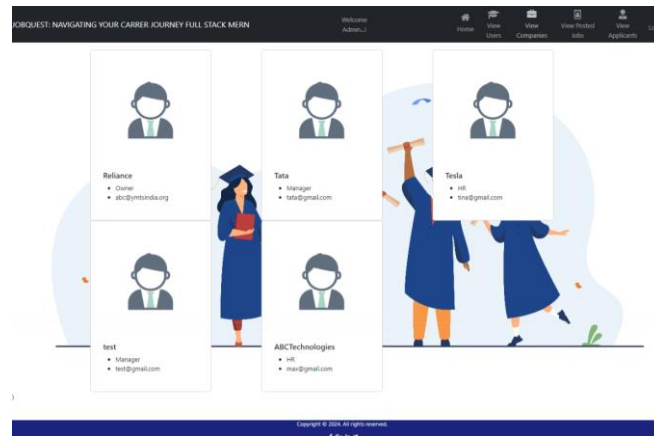 JOBQUEST: NAVIGATING YOUR CARRER JOURNEY FULL STACK MERN
Welcome
Admin...!
Home
View
Users
View
Companies
View Posted
Jobs
View
Applicants
Reliance
• Owner
• abc@ymtsindia.org
Tata
• Manager
• tata@gmail.com
Tesla
• HR
• tina@gmail.com
test
• Manager
• test@gmail.com
ABCTechnologies
• HR
• max@gmail.com
)
Copyright © 2024. All rights reserved.